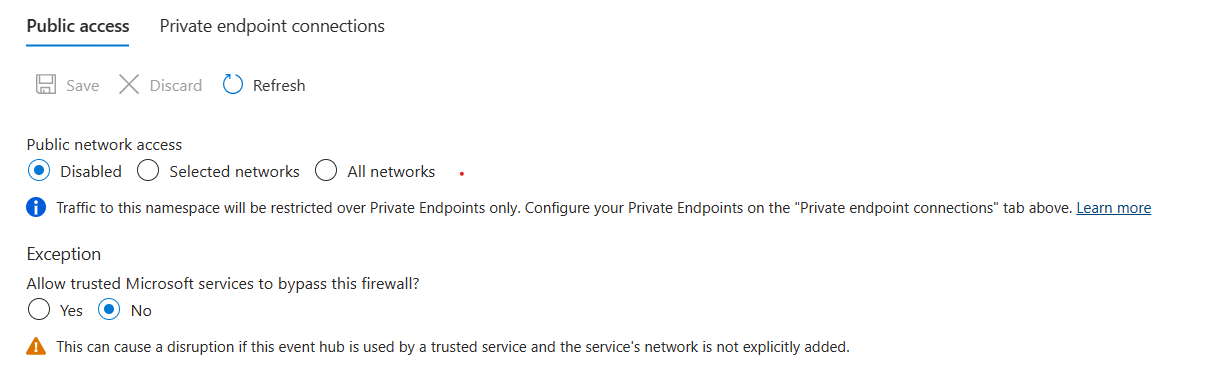 Public access Private endpoint connections
Save Discard Refresh
Public network access
Disabled Selected networks All networks
Traffic to this namespace will be restricted over Private Endpoints only. Configure your Private Endpoints on the "Private endpoint connections" tab above. Learn more
Exception
Allow trusted Microsoft services to bypass this firewall?
Yes No
This can cause a disruption if this event hub is used by a trusted service and the service's network is not explicitly added.